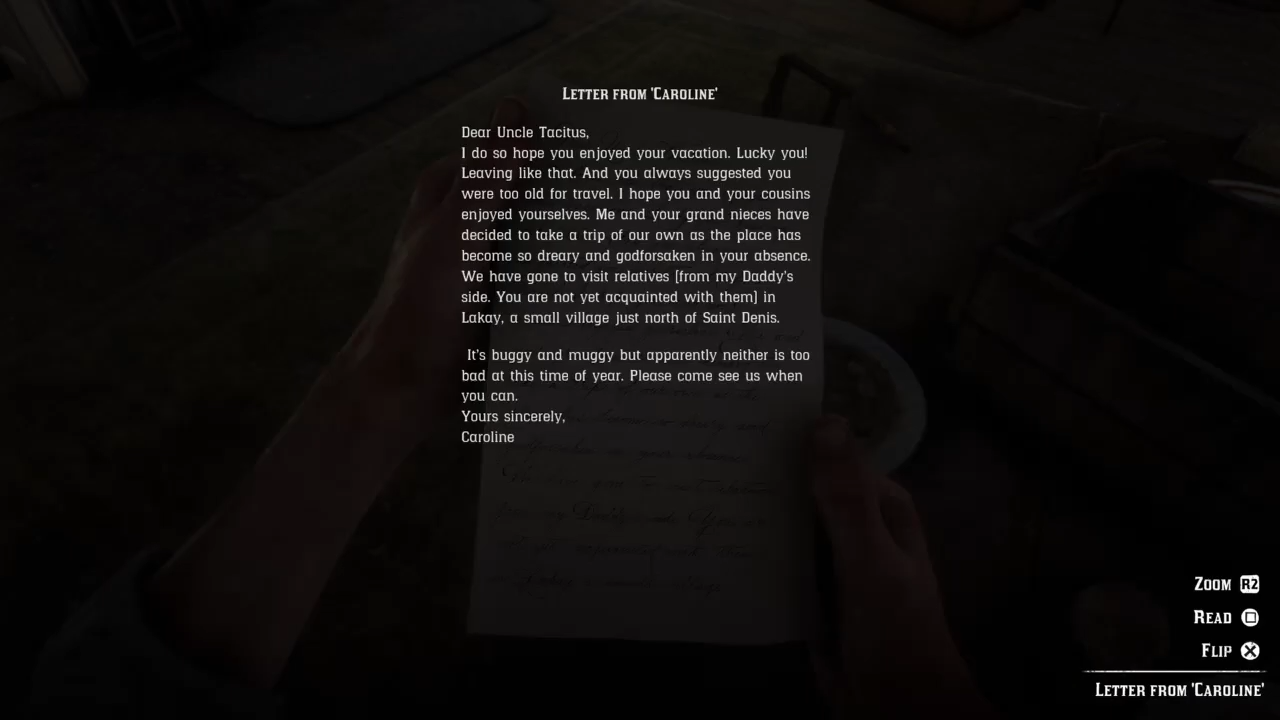 Letter from 'Caroline'
Dear Uncle Tacitus,
I do so hope you enjoyed your vacation. Lucky you!
Leaving like that. And you always suggested you
were too old for travel. I hope you and your cousins
enjoyed yourselves. Me and your grand nieces have
decided to take a trip of our own as the place has
become so dreary and godforsaken in your absence.
We have gone to visit relatives [from my Daddy's
side. You are not yet acquainted with them] in
Lakay, a small village just north of Saint Denis.
It's buggy and muggy but apparently neither is too
bad at this time of year. Please come see us when
you can.
Yours sincerely,
Caroline
Zoom R2
Read
Flip
Letter from 'Caroline'